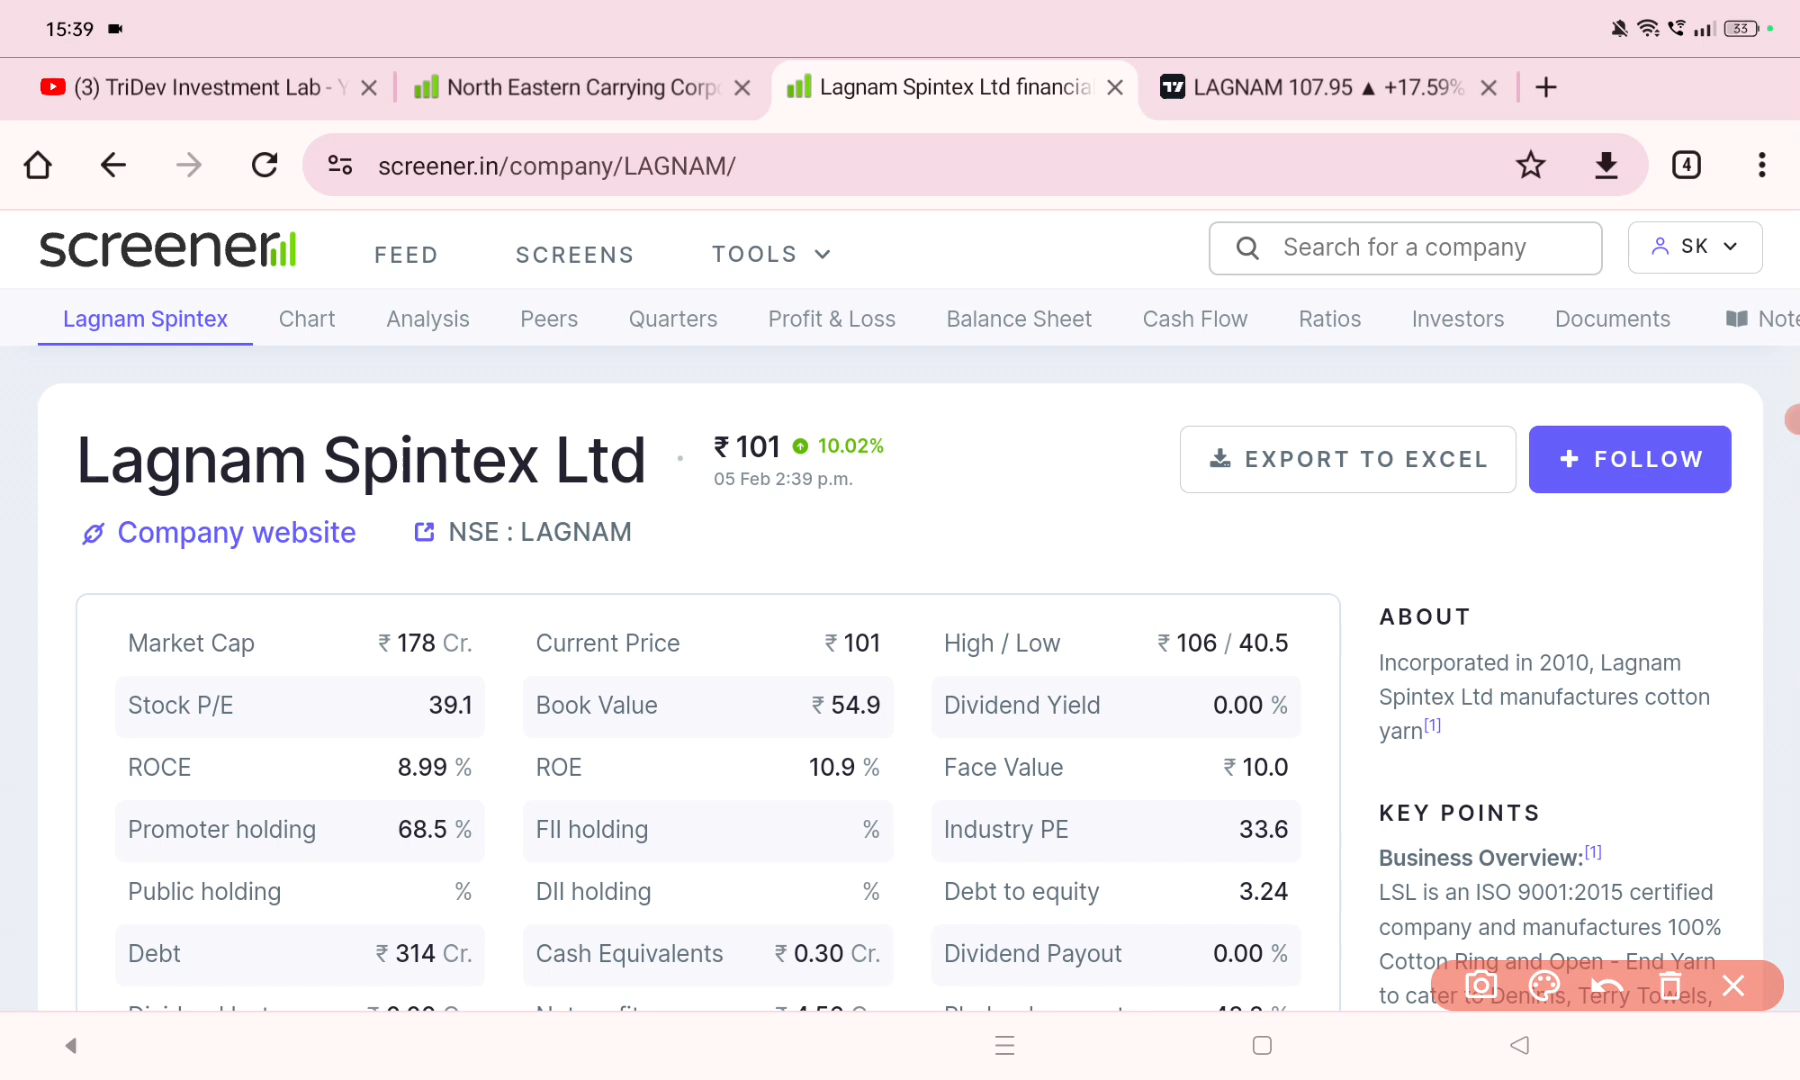 15:39
33
(3) TriDev Investment Lab - Y
North Eastern Carrying Corpo
Lagnam Spintex Ltd financial
LAGNAM 107.95 ▲ +17.59%
screener.in/company/LAGNAM/
4
screener
FEED
SCREENS
TOOLS
Search for a company
SK
Lagnam Spintex
Chart
Analysis
Peers
Quarters
Profit & Loss
Balance Sheet
Cash Flow
Ratios
Investors
Documents
Note
Lagnam Spintex Ltd
₹ 101 10.02%
05 Feb 2:39 p.m.
EXPORT TO EXCEL
+ FOLLOW
Company website
NSE : LAGNAM
Market Cap ₹ 178 Cr.
Current Price ₹ 101
High / Low ₹ 106 / 40.5
Stock P/E 39.1
Book Value ₹ 54.9
Dividend Yield 0.00 %
ROCE 8.99 %
ROE 10.9 %
Face Value ₹ 10.0
Promoter holding 68.5 %
FII holding %
Industry PE 33.6
Public holding %
DII holding %
Debt to equity 3.24
Debt ₹ 314 Cr.
Cash Equivalents ₹ 0.30 Cr.
Dividend Payout 0.00 %
ABOUT
Incorporated in 2010, Lagnam
Spintex Ltd manufactures cotton
yarn[1]
KEY POINTS
Business Overview:[1]
LSL is an ISO 9001:2015 certified
company and manufactures 100%
Cotton Ring and Open - End Yarn
to cater to Denims, Terry Towels,